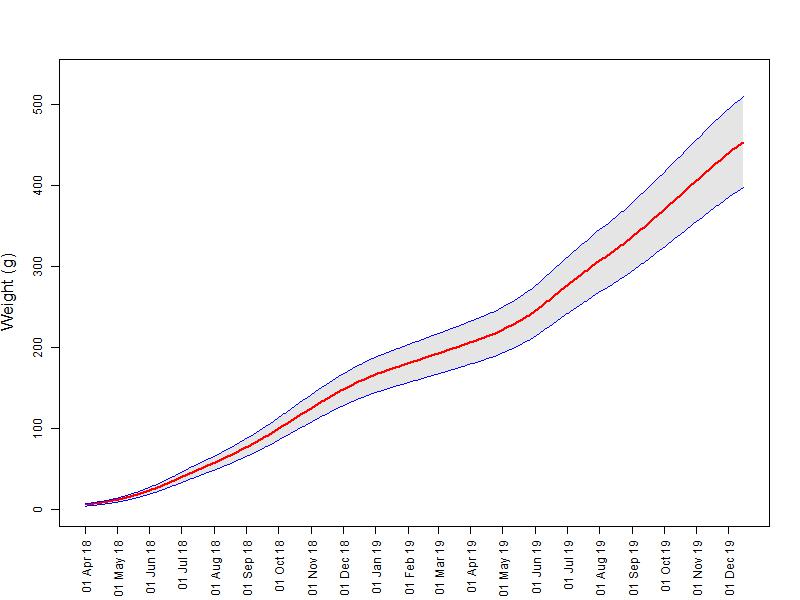 Weight (g)
500
400
300
200
100
0
01 Apr 18
01 May 18
01 Jun 18
01 Jul 18
01 Aug 18
01 Sep 18
01 Oct 18
01 Nov 18
01 Dec 18
01 Jan 19
01 Feb 19
01 Mar 19
01 Apr 19
01 May 19
01 Jun 19
01 Jul 19
01 Aug 19
01 Sep 19
01 Oct 19
01 Nov 19
01 Dec 19